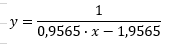 y = 1 / (0,9565 · x − 1,9565)